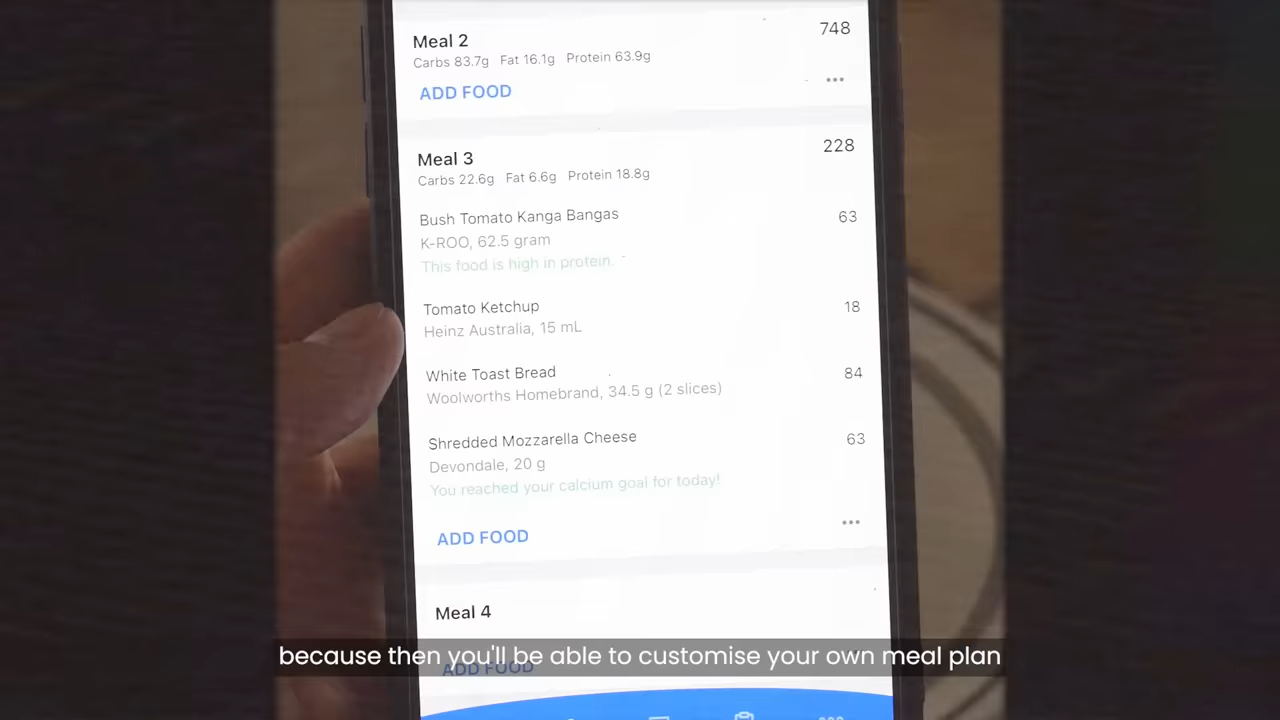 Meal 2
748
Carbs 83.7g Fat 16.1g Protein 63.9g
ADD FOOD
Meal 3
228
Carbs 22.6g Fat 6.6g Protein 18.8g
Bush Tomato Kanga Bangas
63
K-ROO, 62.5 gram
This food is high in protein.
Tomato Ketchup
18
Heinz Australia, 15 mL
White Toast Bread
84
Woolworths Homebrand, 34.5 g (2 slices)
Shredded Mozzarella Cheese
63
Devondale, 20 g
You reached your calcium goal for today!
ADD FOOD
Meal 4
because then you'll be able to customise your own meal plan
ADD FOOD